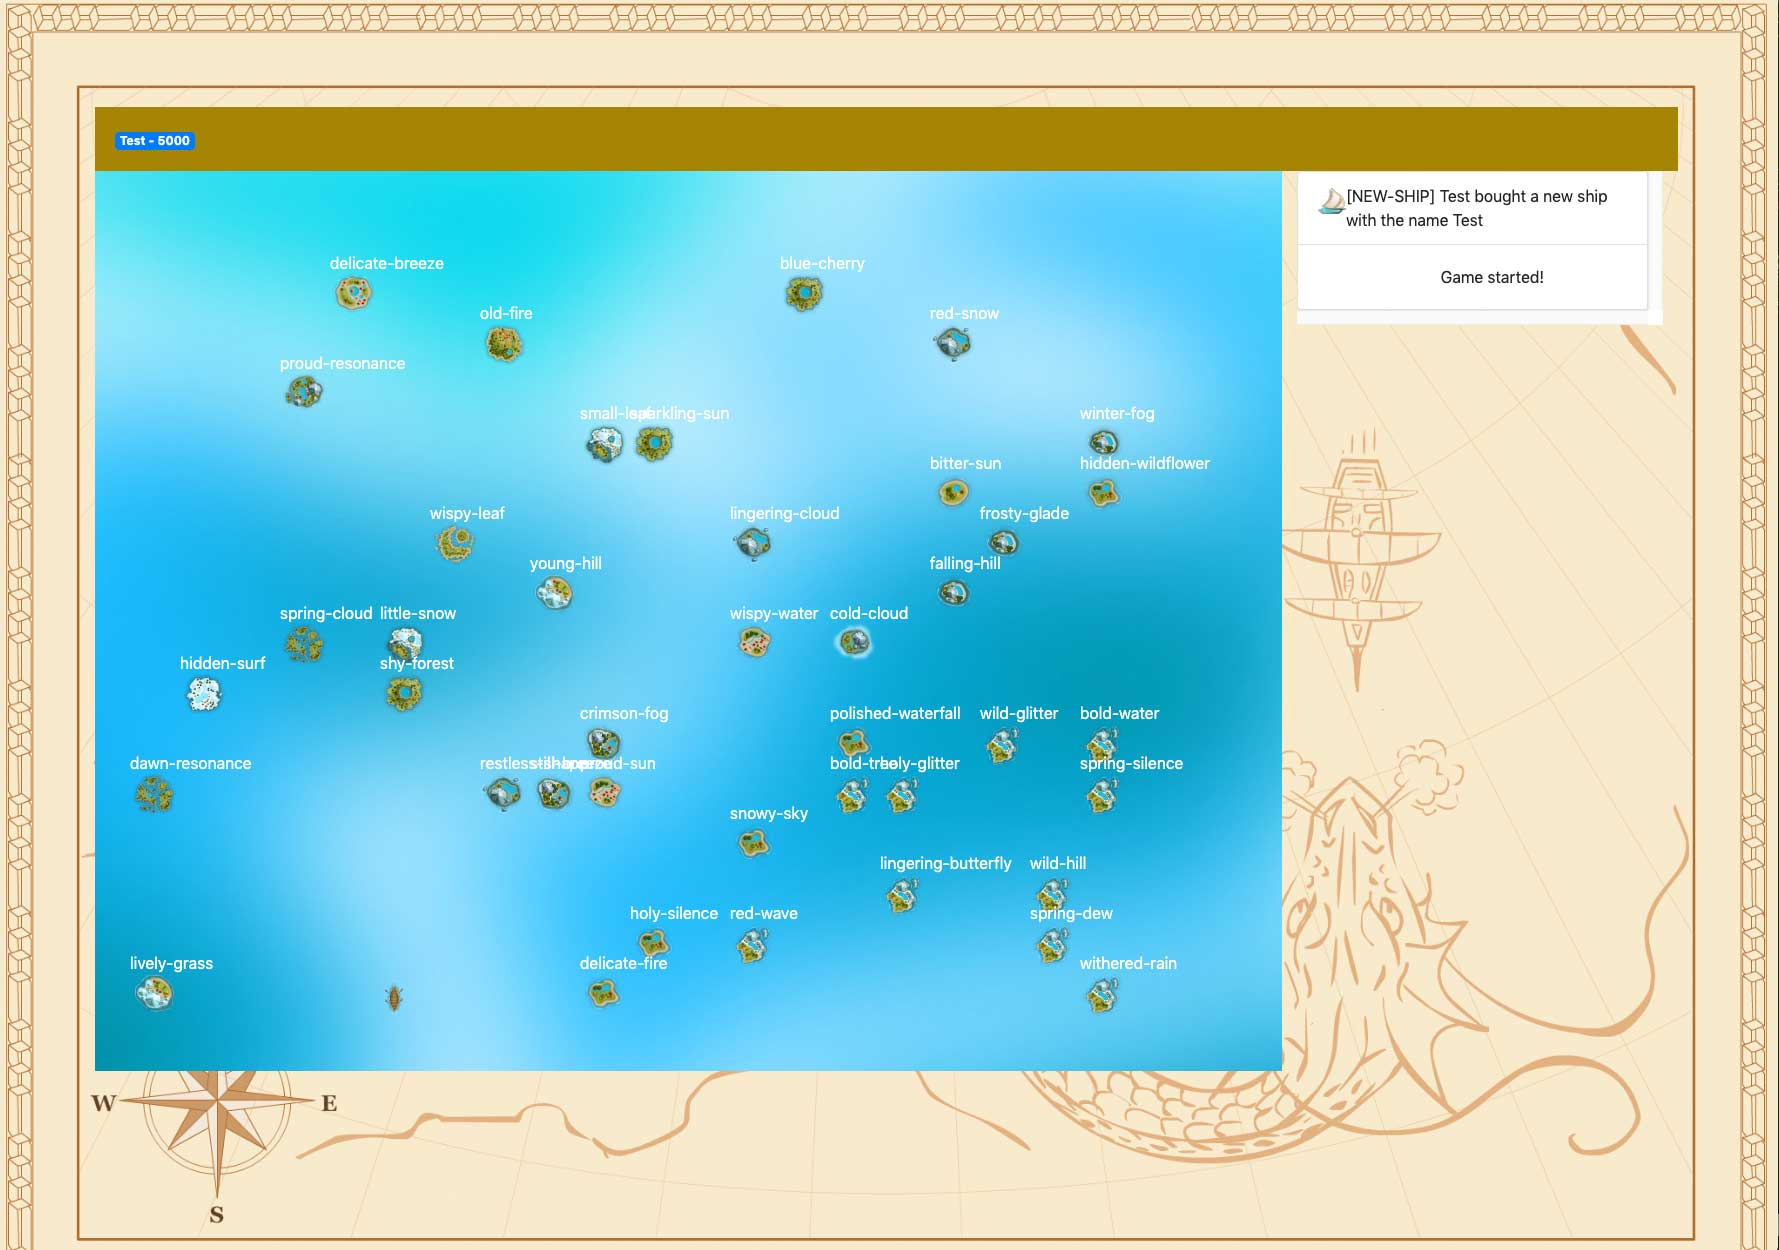 Test - 5000
[NEW-SHIP] Test bought a new ship
with the name Test
Game started!
delicate-breeze
blue-cherry
old-fire
red-snow
proud-resonance
small-leaf
sparkling-sun
winter-fog
bitter-sun
hidden-wildflower
wispy-leaf
lingering-cloud
frosty-glade
young-hill
falling-hill
spring-cloud
little-snow
wispy-water
cold-cloud
hidden-surf
shy-forest
crimson-fog
polished-waterfall
wild-glitter
bold-water
dawn-resonance
bold-tree
holy-glitter
spring-silence
snowy-sky
lingering-butterfly
wild-hill
holy-silence
red-wave
spring-dew
lively-grass
delicate-fire
withered-rain
W
E
S